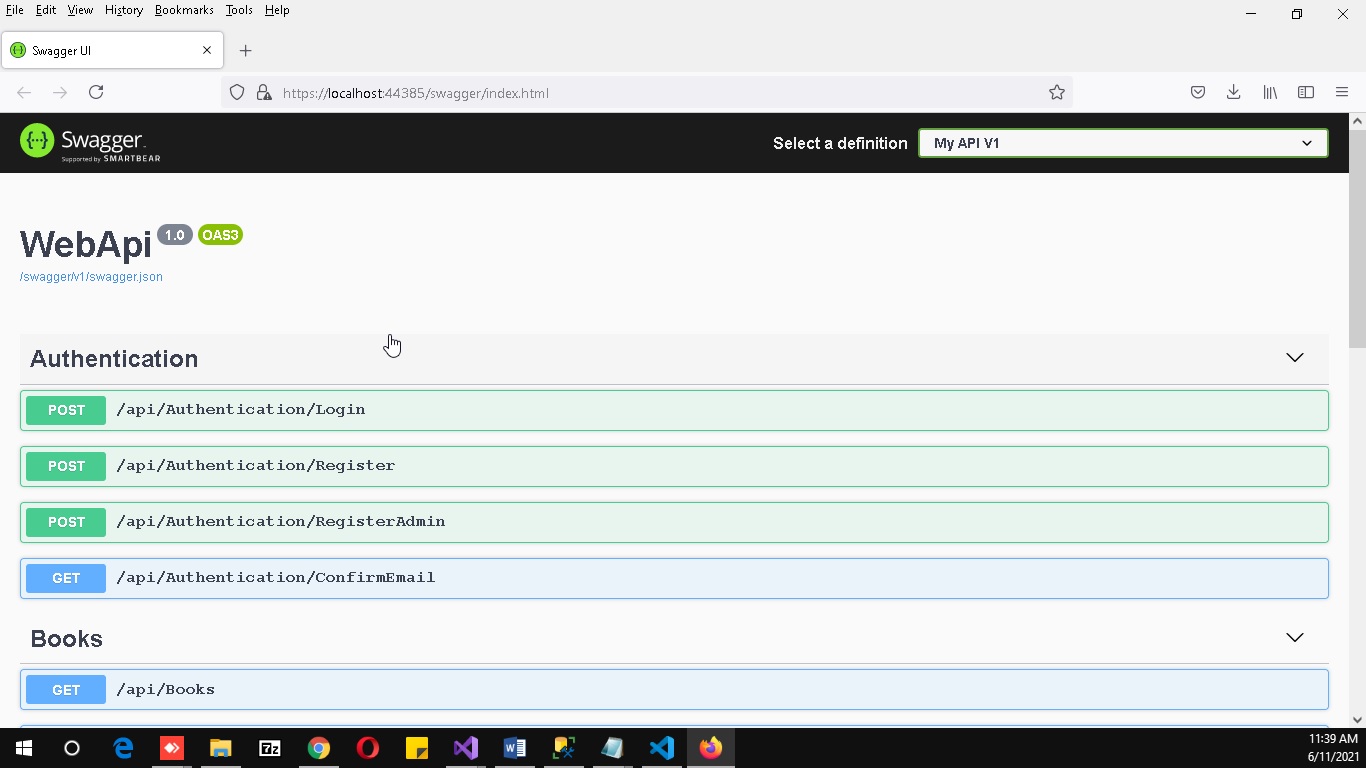 File Edit View History Bookmarks Tools Help
Swagger UI
https://localhost:44385/swagger/index.html
{··}
Swagger.
Supported by SMARTBEAR
Select a definition
My API V1
WebApi 1.0 OAS3
/swagger/v1/swagger.json
Authentication
POST /api/Authentication/Login
POST /api/Authentication/Register
POST /api/Authentication/RegisterAdmin
GET /api/Authentication/ConfirmEmail
Books
GET /api/Books
7z
11:39 AM
6/11/2021